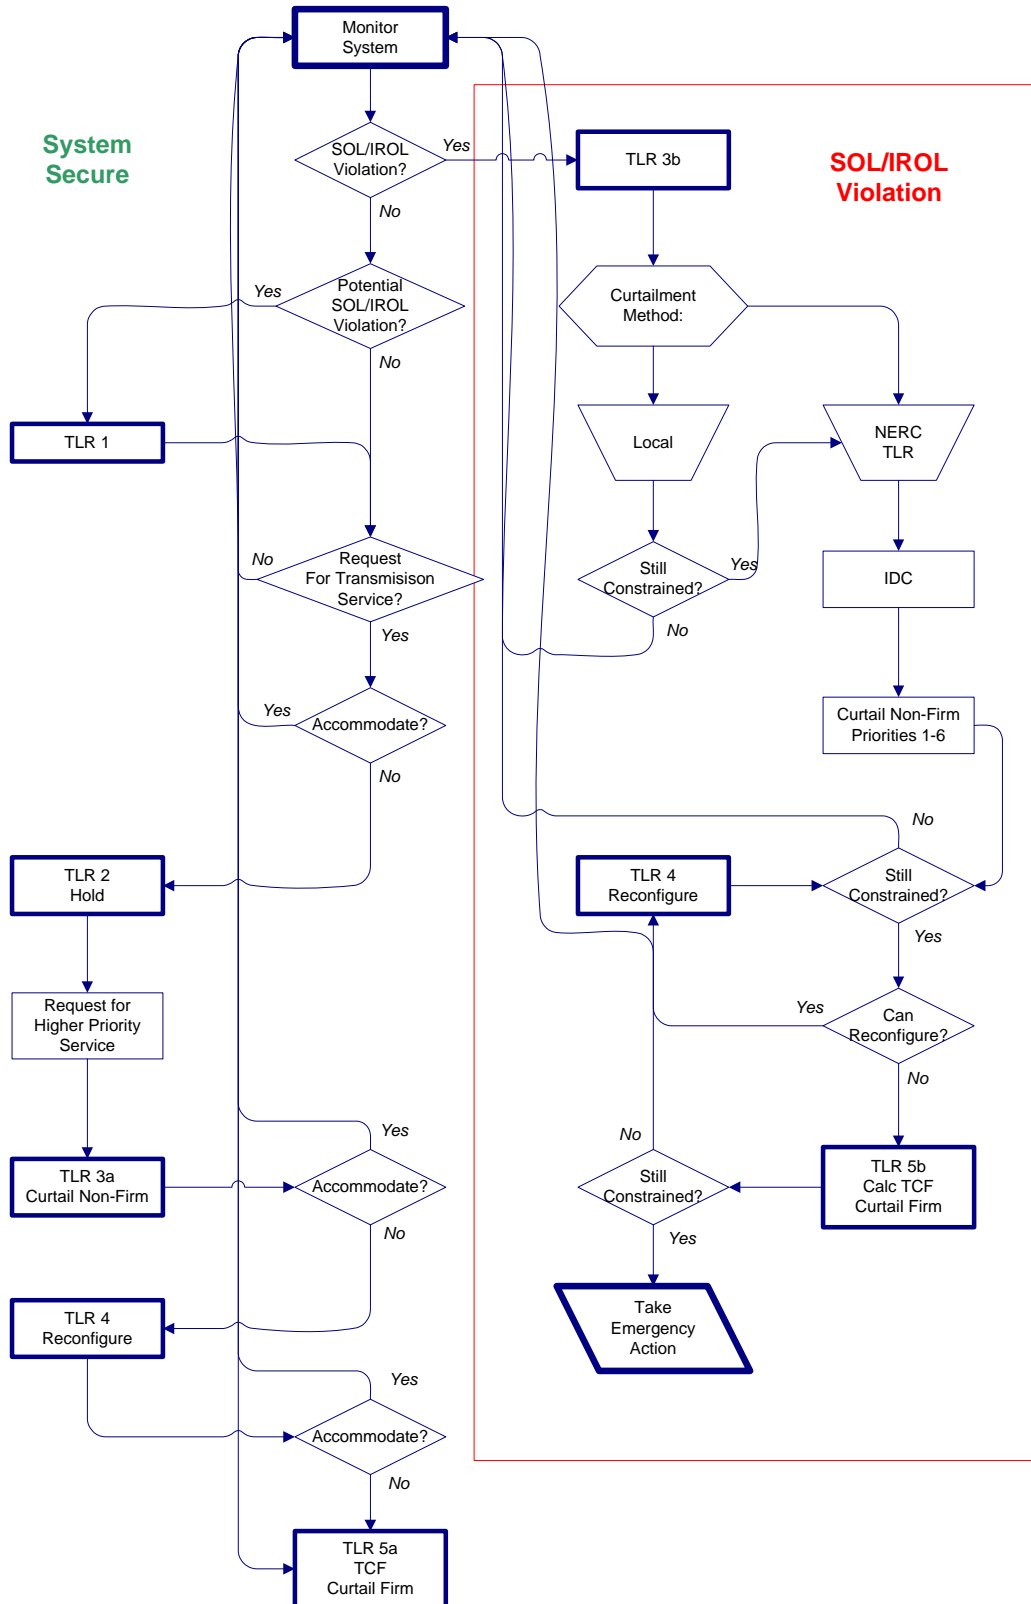 Monitor
System
System
Secure
SOL/IROL
Violation?
Yes
No
TLR 3b
SOL/IROL
Violation
Potential
SOL/IROL
Violation?
Yes
No
Curtailment
Method:
TLR 1
Local
NERC
TLR
Request
For Transmisison
Service?
No
Yes
Still
Constrained?
Yes
No
IDC
Accommodate?
Yes
No
Curtail Non-Firm
Priorities 1-6
No
TLR 2
Hold
TLR 4
Reconfigure
Still
Constrained?
Yes
Request for
Higher Priority
Service
Yes
Can
Reconfigure?
No
Yes
No
TLR 3a
Curtail Non-Firm
Accommodate?
No
Still
Constrained?
Yes
TLR 5b
Calc TCF
Curtail Firm
TLR 4
Reconfigure
Take
Emergency
Action
Yes
Accommodate?
No
TLR 5a
TCF
Curtail Firm